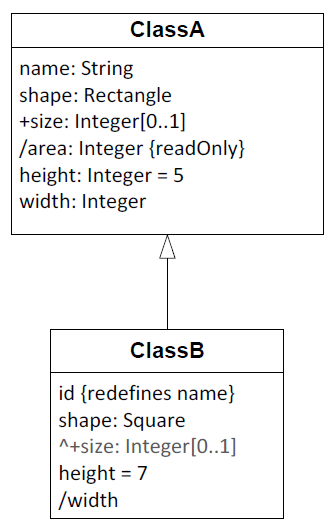 ClassA
name: String
shape: Rectangle
+size: Integer[0..1]
/area: Integer {readOnly}
height: Integer = 5
width: Integer
ClassB
id {redefines name}
shape: Square
^+size: Integer[0..1]
height = 7
/width